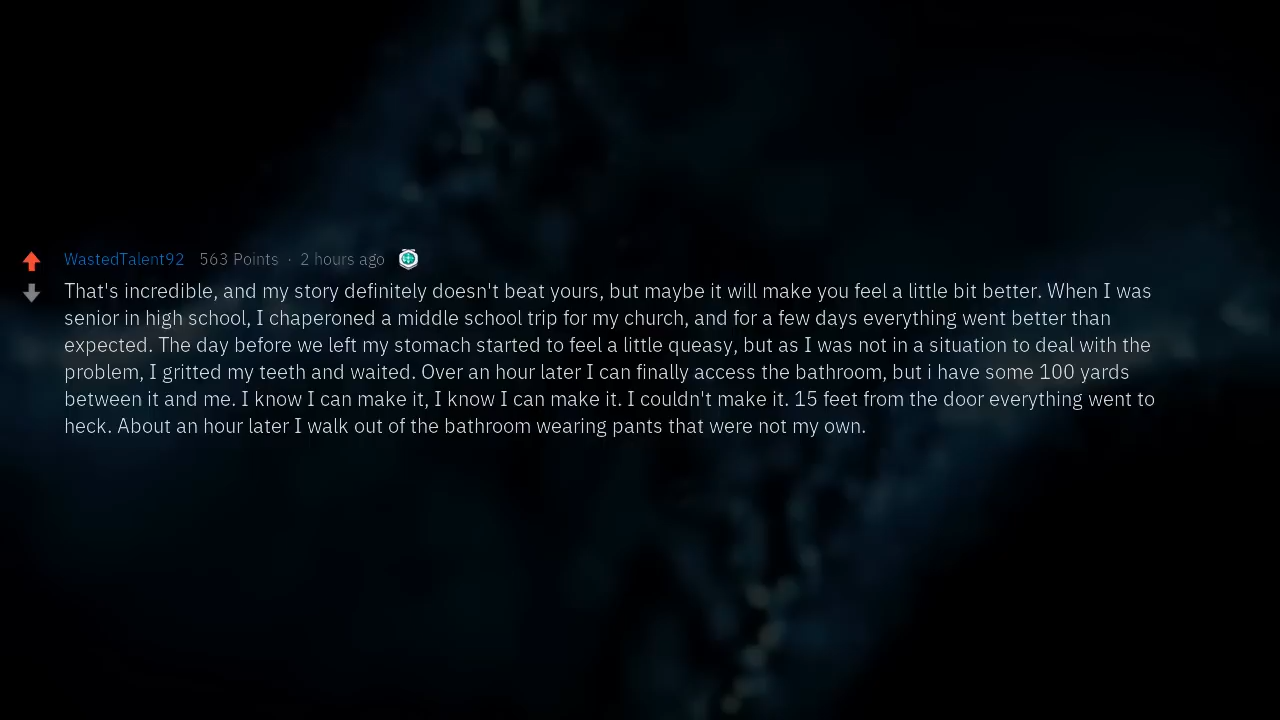 WastedTalent92 563 Points · 2 hours ago
That's incredible, and my story definitely doesn't beat yours, but maybe it will make you feel a little bit better. When I was
senior in high school, I chaperoned a middle school trip for my church, and for a few days everything went better than
expected. The day before we left my stomach started to feel a little queasy, but as I was not in a situation to deal with the
problem, I gritted my teeth and waited. Over an hour later I can finally access the bathroom, but i have some 100 yards
between it and me. I know I can make it, I know I can make it. I couldn't make it. 15 feet from the door everything went to
heck. About an hour later I walk out of the bathroom wearing pants that were not my own.